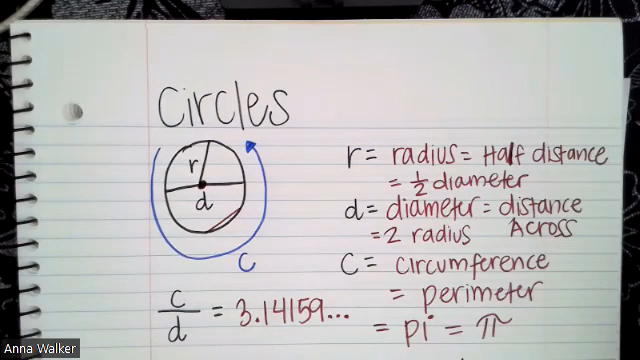 Circles
r
d
C
r = radius = Half distance
= ½ diameter
d = diameter = distance Across
= 2 radius
C = circumference
= perimeter
c/d = 3.14159...
= pi = π
Anna Walker